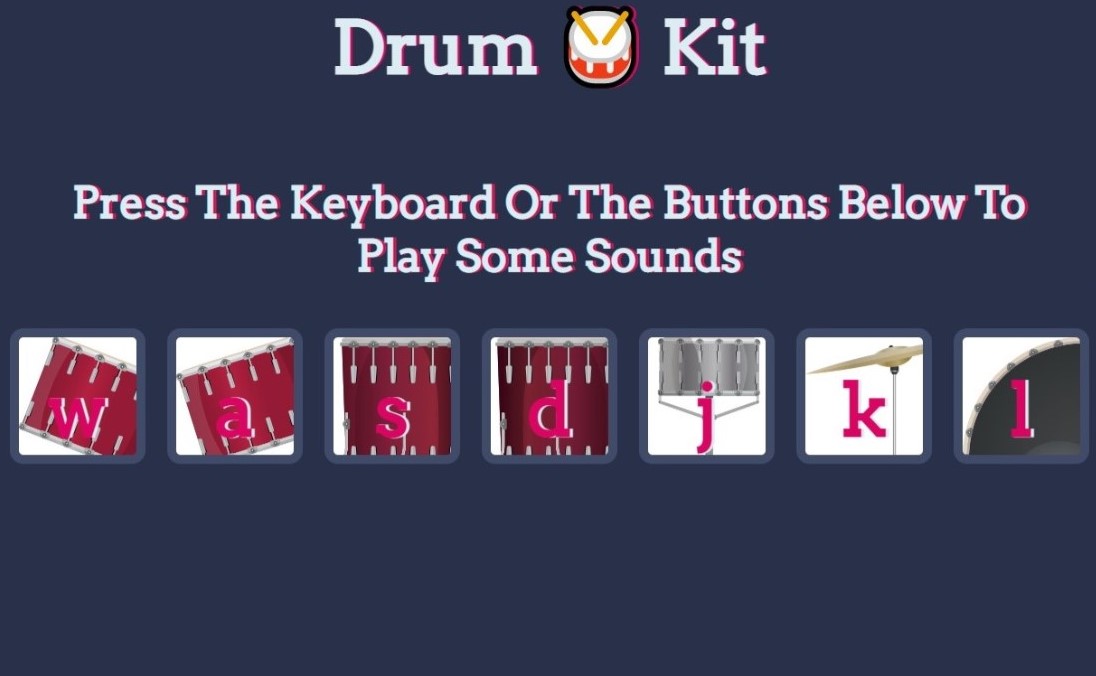 Drum 🥁 Kit
Press The Keyboard Or The Buttons Below To
Play Some Sounds
w a s d j k l